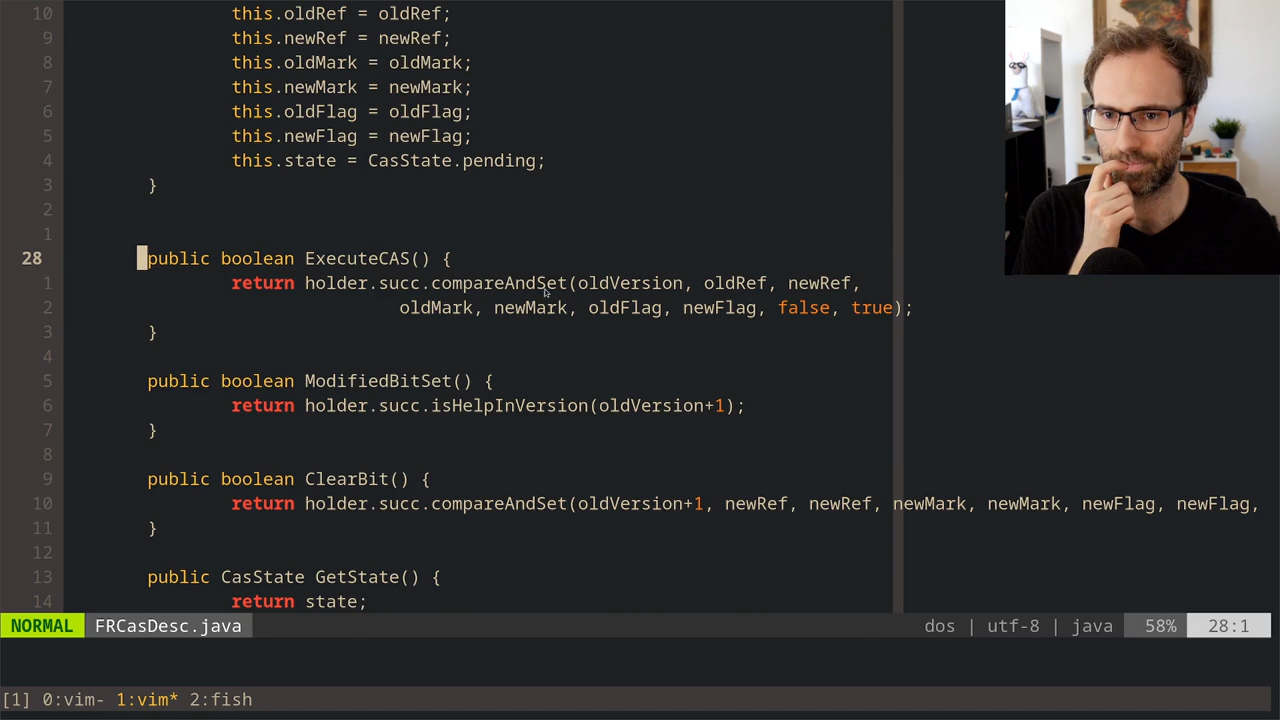 10 this.oldRef = oldRef;
9 this.newRef = newRef;
8 this.oldMark = oldMark;
7 this.newMark = newMark;
6 this.oldFlag = oldFlag;
5 this.newFlag = newFlag;
4 this.state = CasState.pending;
3 }
2
1
28 public boolean ExecuteCAS() {
1 return holder.succ.compareAndSet(oldVersion, oldRef, newRef,
2 oldMark, newMark, oldFlag, newFlag, false, true);
3 }
4
5 public boolean ModifiedBitSet() {
6 return holder.succ.isHelpInVersion(oldVersion+1);
7 }
8
9 public boolean ClearBit() {
10 return holder.succ.compareAndSet(oldVersion+1, newRef, newRef, newMark, newMark, newFlag, newFlag,
11 }
12
13 public CasState GetState() {
14 return state;
NORMAL FRCasDesc.java dos | utf-8 | java 58% 28:1
[1] 0:vim- 1:vim* 2:fish